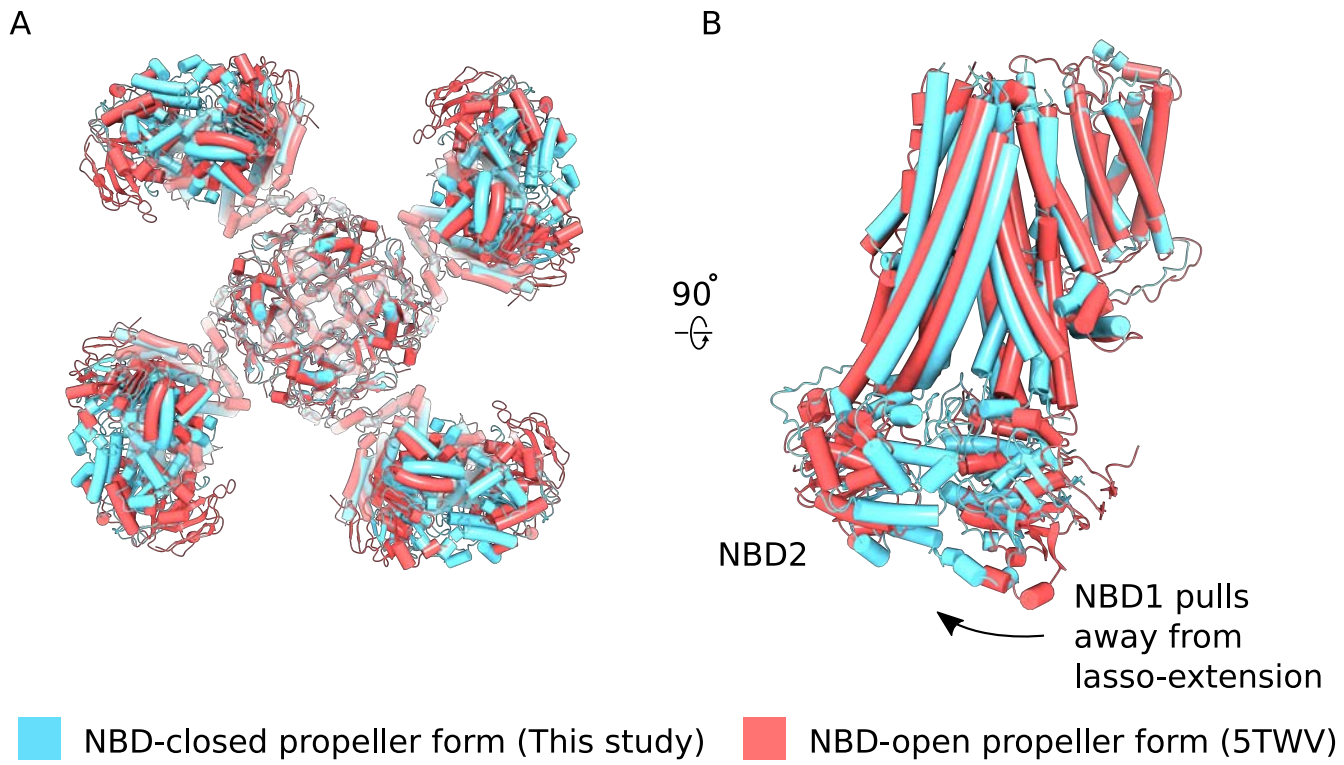 A
B
90°
NBD2
NBD1 pulls
away from
lasso-extension
NBD-closed propeller form (This study)
NBD-open propeller form (5TWV)